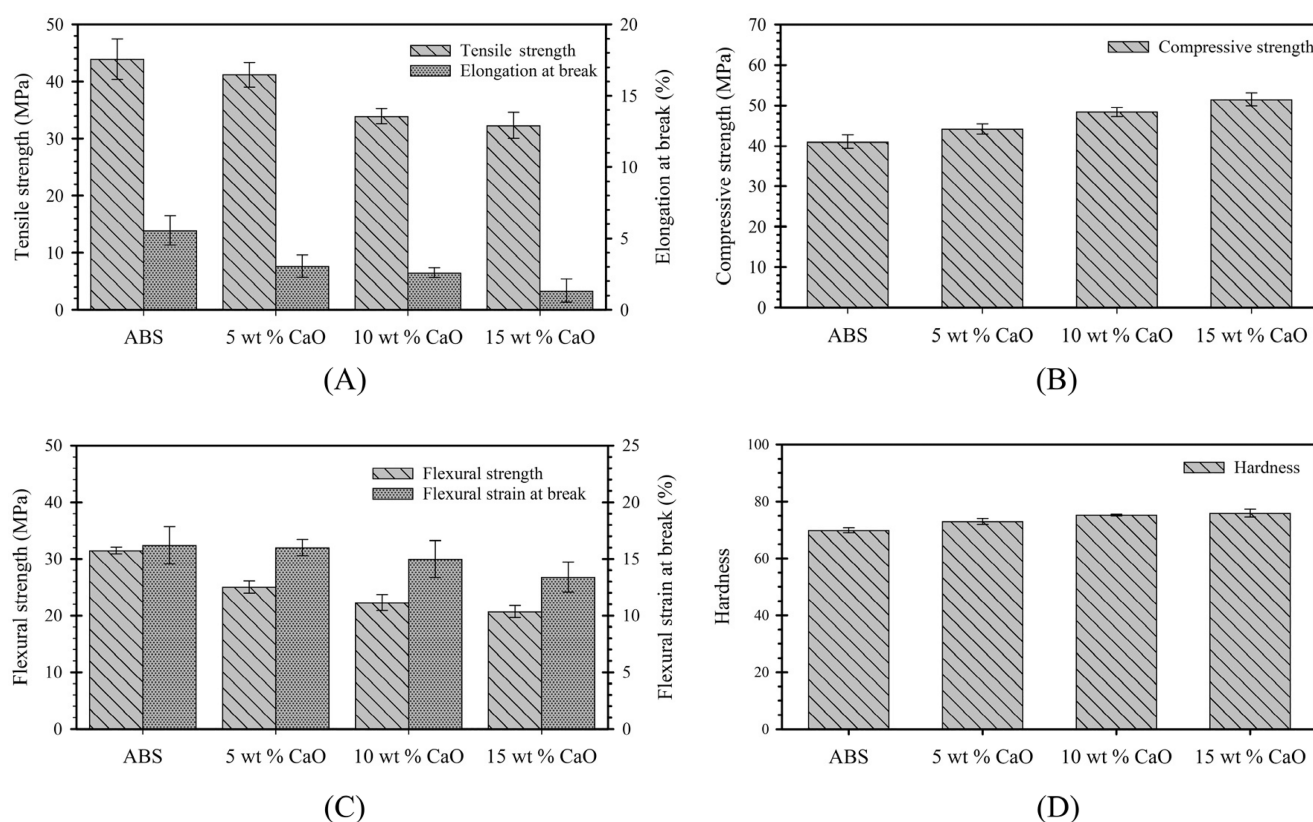 50
40
30
20
10
0
Tensile strength (MPa)
20
15
10
5
0
Elongation at break (%)
Tensile strength
Elongation at break
ABS
5 wt % CaO
10 wt % CaO
15 wt % CaO
(A)
70
60
50
40
30
20
10
0
Compressive strength (MPa)
Compressive strength
ABS
5 wt % CaO
10 wt % CaO
15 wt % CaO
(B)
50
40
30
20
10
0
Flexural strength (MPa)
25
20
15
10
5
0
Flexural strain at break (%)
Flexural strength
Flexural strain at break
ABS
5 wt % CaO
10 wt % CaO
15 wt % CaO
(C)
100
80
60
40
20
0
Hardness
Hardness
ABS
5 wt % CaO
10 wt % CaO
15 wt % CaO
(D)